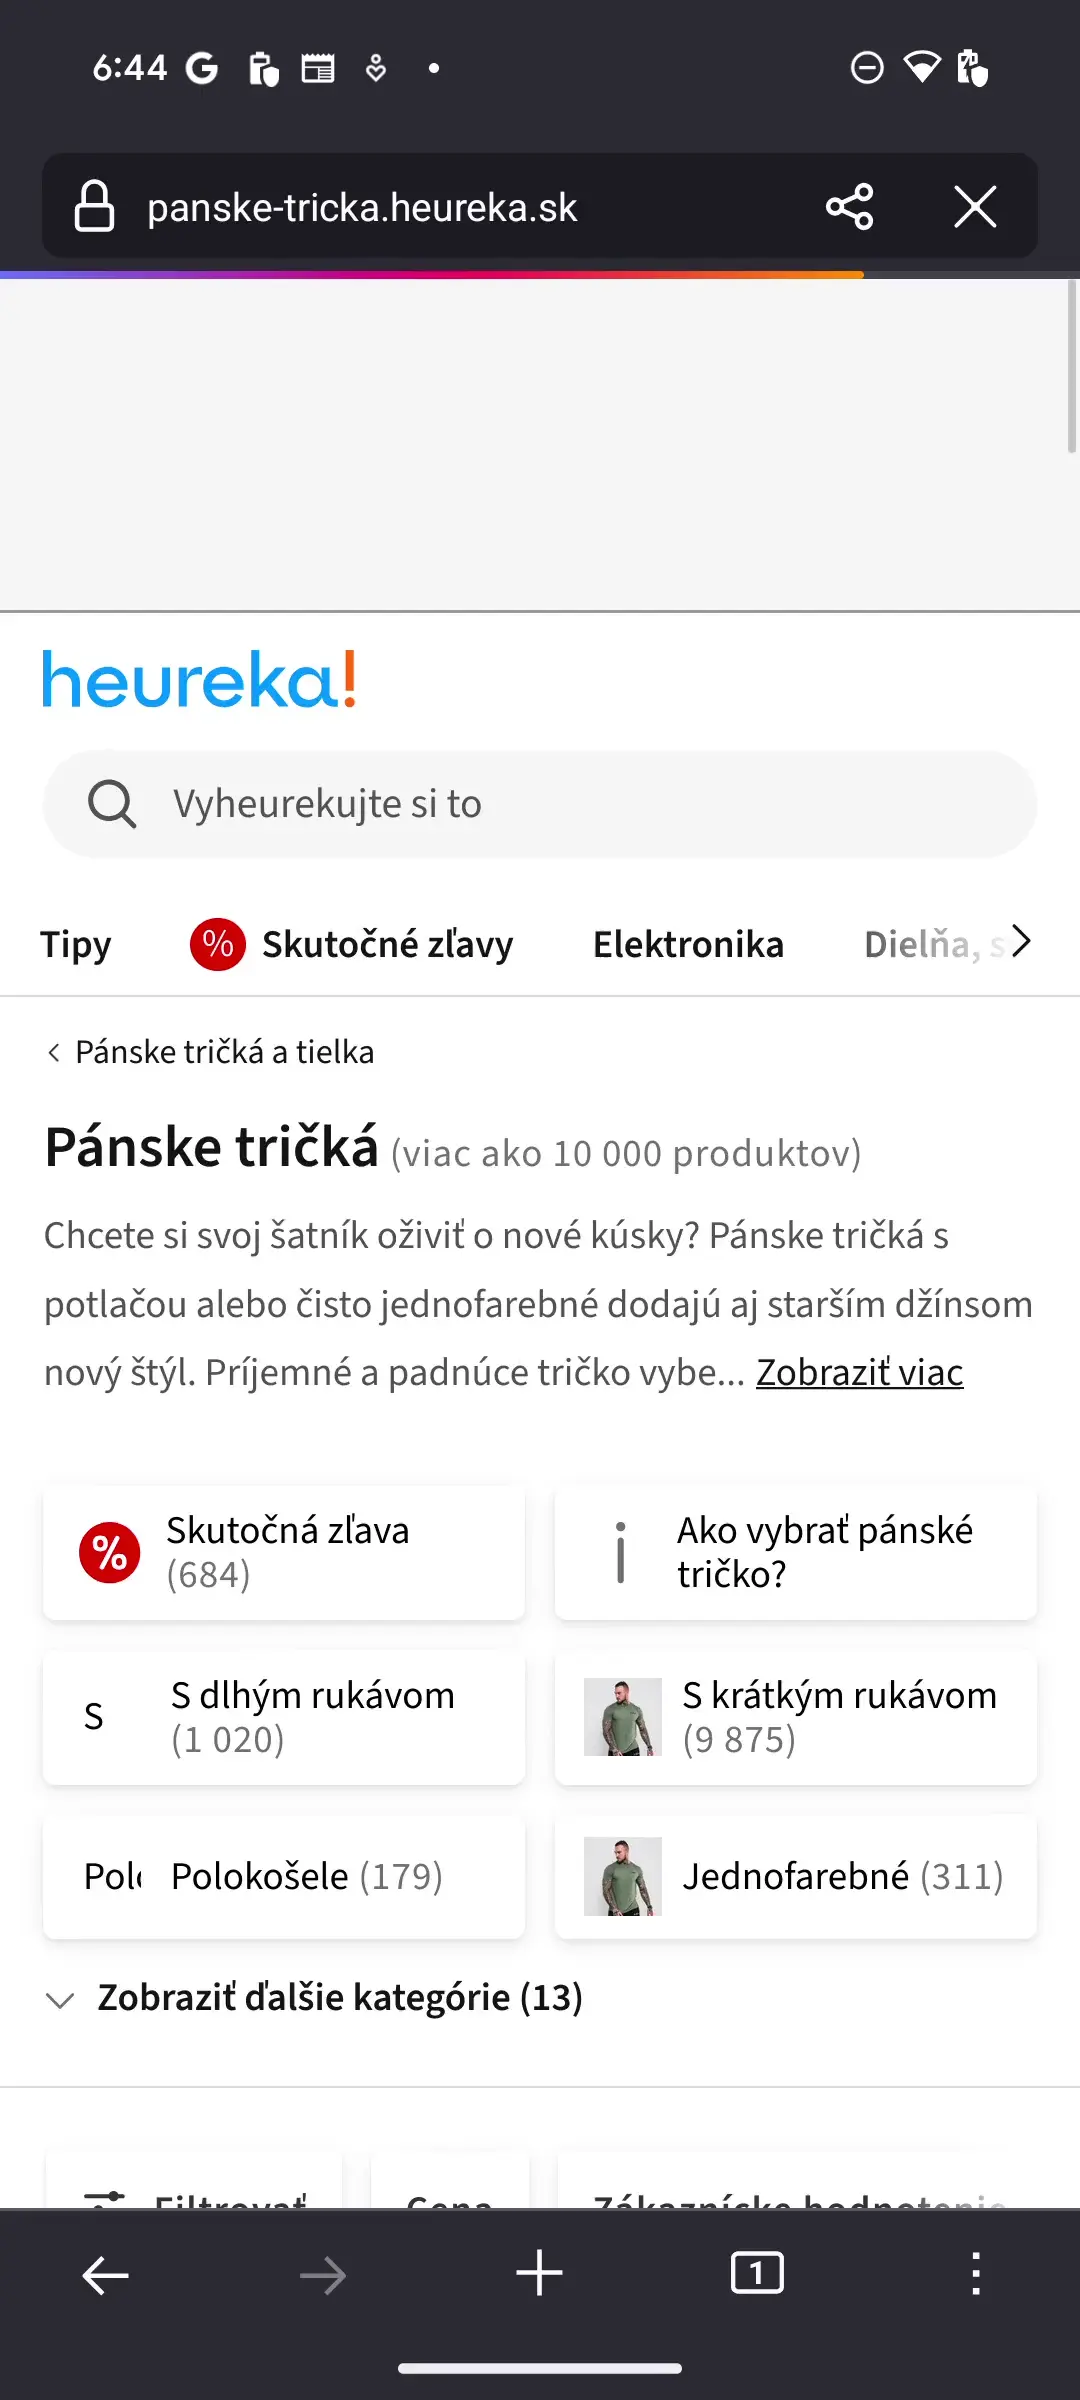 6:44
panske-tricka.heureka.sk
heureka!
Vyheurekujte si to
Tipy % Skutočné zľavy Elektronika Dielňa, s
Pánske tričká a tielka
Pánske tričká (viac ako 10 000 produktov)
Chcete si svoj šatník oživiť o nové kúsky? Pánske tričká s
potlačou alebo čisto jednofarebné dodajú aj starším džínsom
nový štýl. Príjemné a padnúce tričko vybe... Zobraziť viac
% Skutočná zľava
(684)
Ako vybrať pánské
tričko?
S S dlhým rukávom
(1 020)
S krátkým rukávom
(9 875)
Pol Polokošele (179)
Jednofarebné (311)
Zobraziť ďalšie kategórie (13)
Filtrovať Cena Zákaznícke hodnotenie
1